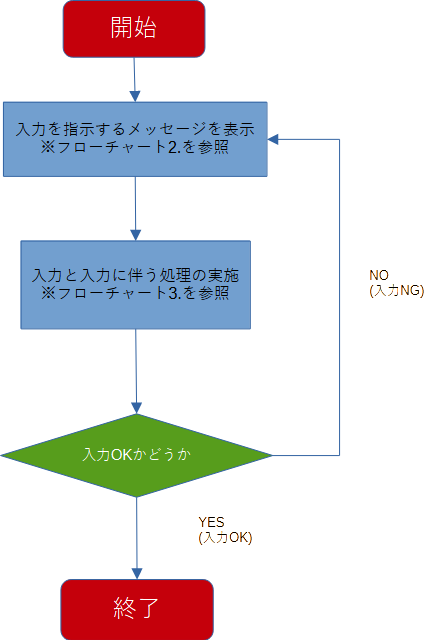 開始
入力を指示するメッセージを表示
※フローチャート2.を参照
入力と入力に伴う処理の実施
※フローチャート3.を参照
NO
(入力NG)
入力OKかどうか
YES
(入力OK)
終了